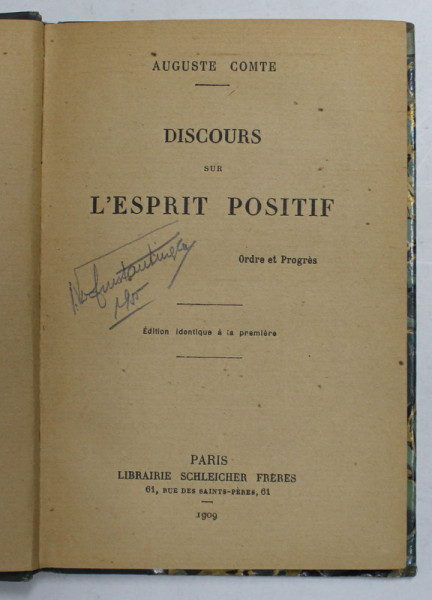 AUGUSTE COMTE
DISCOURS
SUR
L'ESPRIT POSITIF
Ordre et Progrès
Édition identique à la première
PARIS
LIBRAIRIE SCHLEICHER FRÈRES
61, RUE DES SAINTS-PÈRES, 61
1909